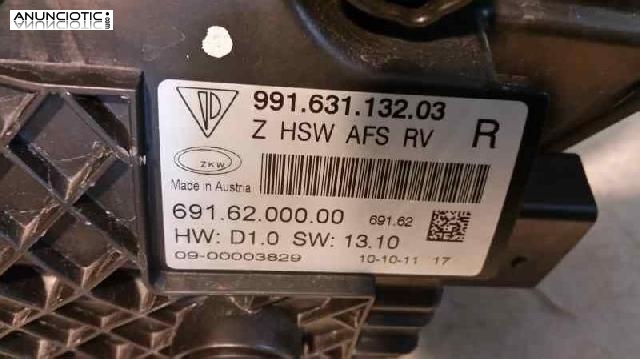 ANUNCIOTIC
991.631.132.03
Z HSW AFS RV R
ZKW
Made in Austria
691.62.000.00 691.62
HW: D1.0 SW: 13.10
09-00003829 10-10-11 17